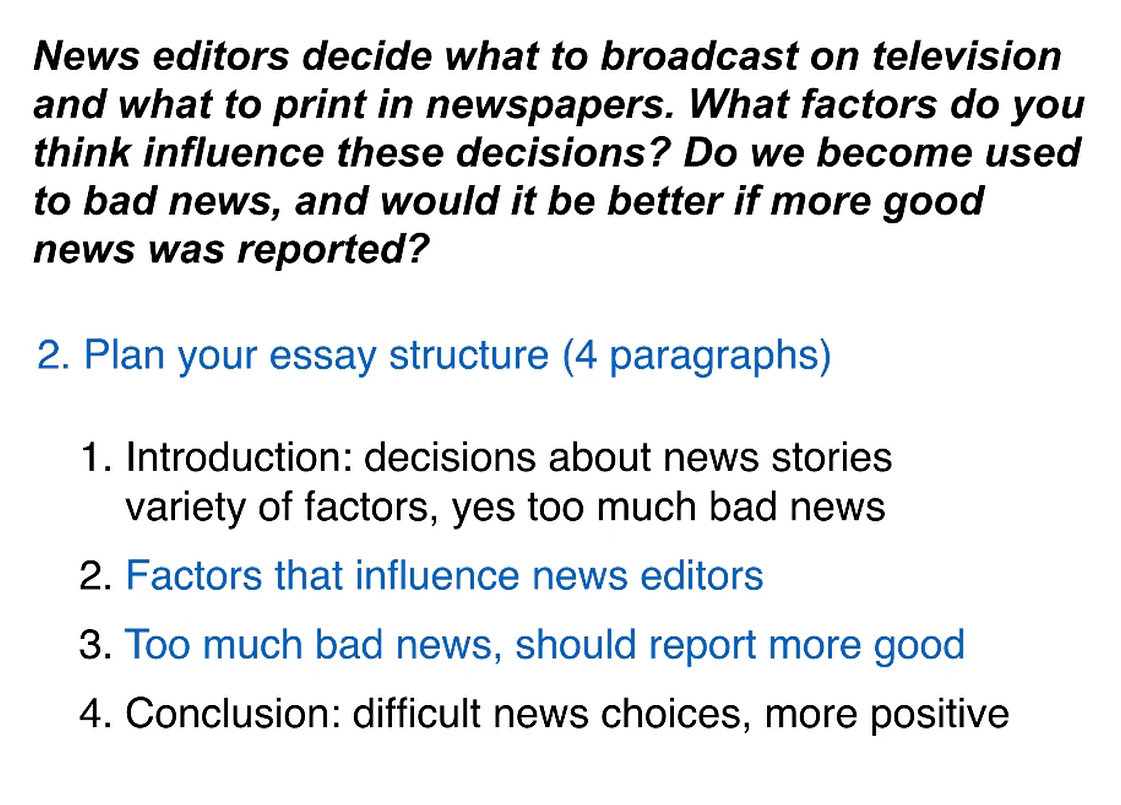 News editors decide what to broadcast on television
and what to print in newspapers. What factors do you
think influence these decisions? Do we become used
to bad news, and would it be better if more good
news was reported?
2. Plan your essay structure (4 paragraphs)
1. Introduction: decisions about news stories
variety of factors, yes too much bad news
2. Factors that influence news editors
3. Too much bad news, should report more good
4. Conclusion: difficult news choices, more positive